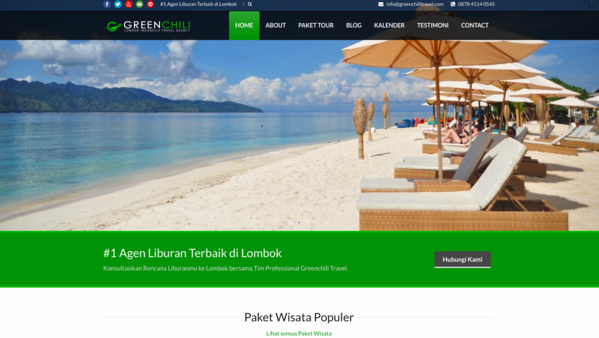 #1 Agen Liburan Terbaik di Lombok
info@greenchilitravel.com 0878 4114 0545
GREENCHILI
LOMBOK INDONESIA TRAVEL AGENCY
HOME ABOUT PAKET TOUR BLOG KALENDER TESTIMONI CONTACT
#1 Agen Liburan Terbaik di Lombok
Konsultasikan Rencana Liburanmu ke Lombok bersama Tim Professional Greenchili Travel.
Hubungi Kami
Paket Wisata Populer
Lihat semua Paket Wisata